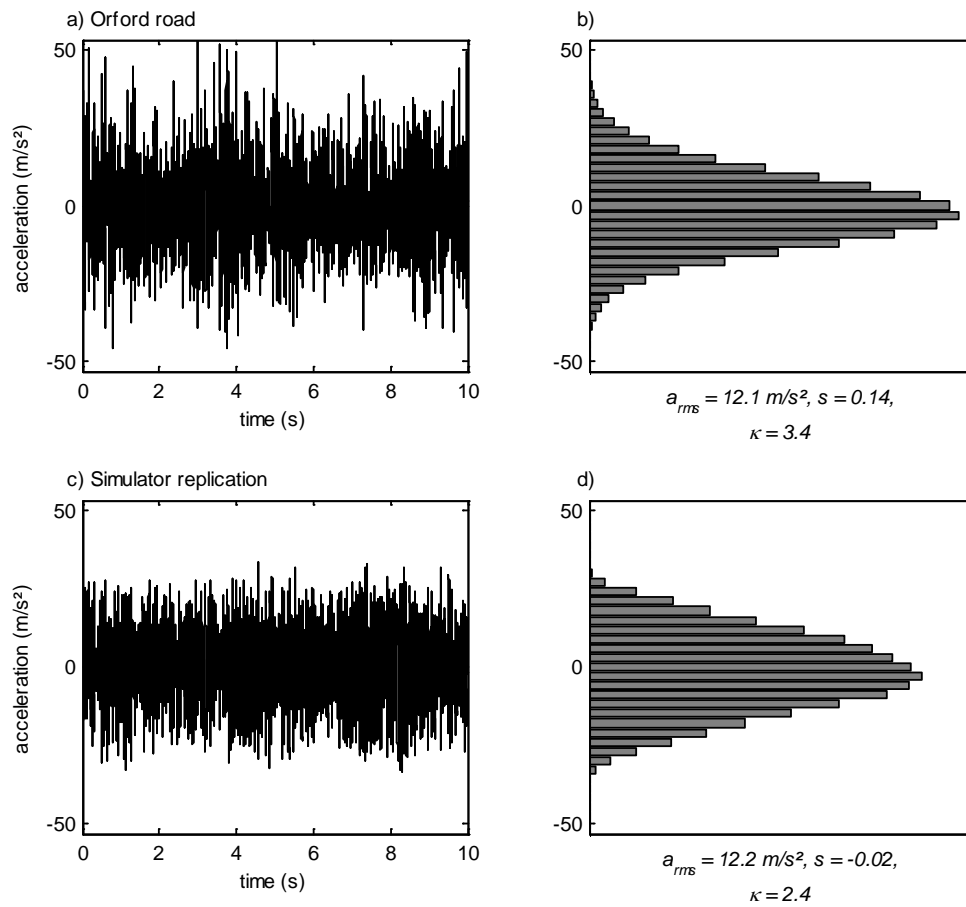 a) Orford road
b)
50
0
-50
acceleration (m/s²)
0 2 4 6 8 10
time (s)
50
0
-50
a_rms = 12.1 m/s², s = 0.14,
κ = 3.4
c) Simulator replication
d)
50
0
-50
acceleration (m/s²)
0 2 4 6 8 10
time (s)
50
0
-50
a_rms = 12.2 m/s², s = -0.02,
κ = 2.4